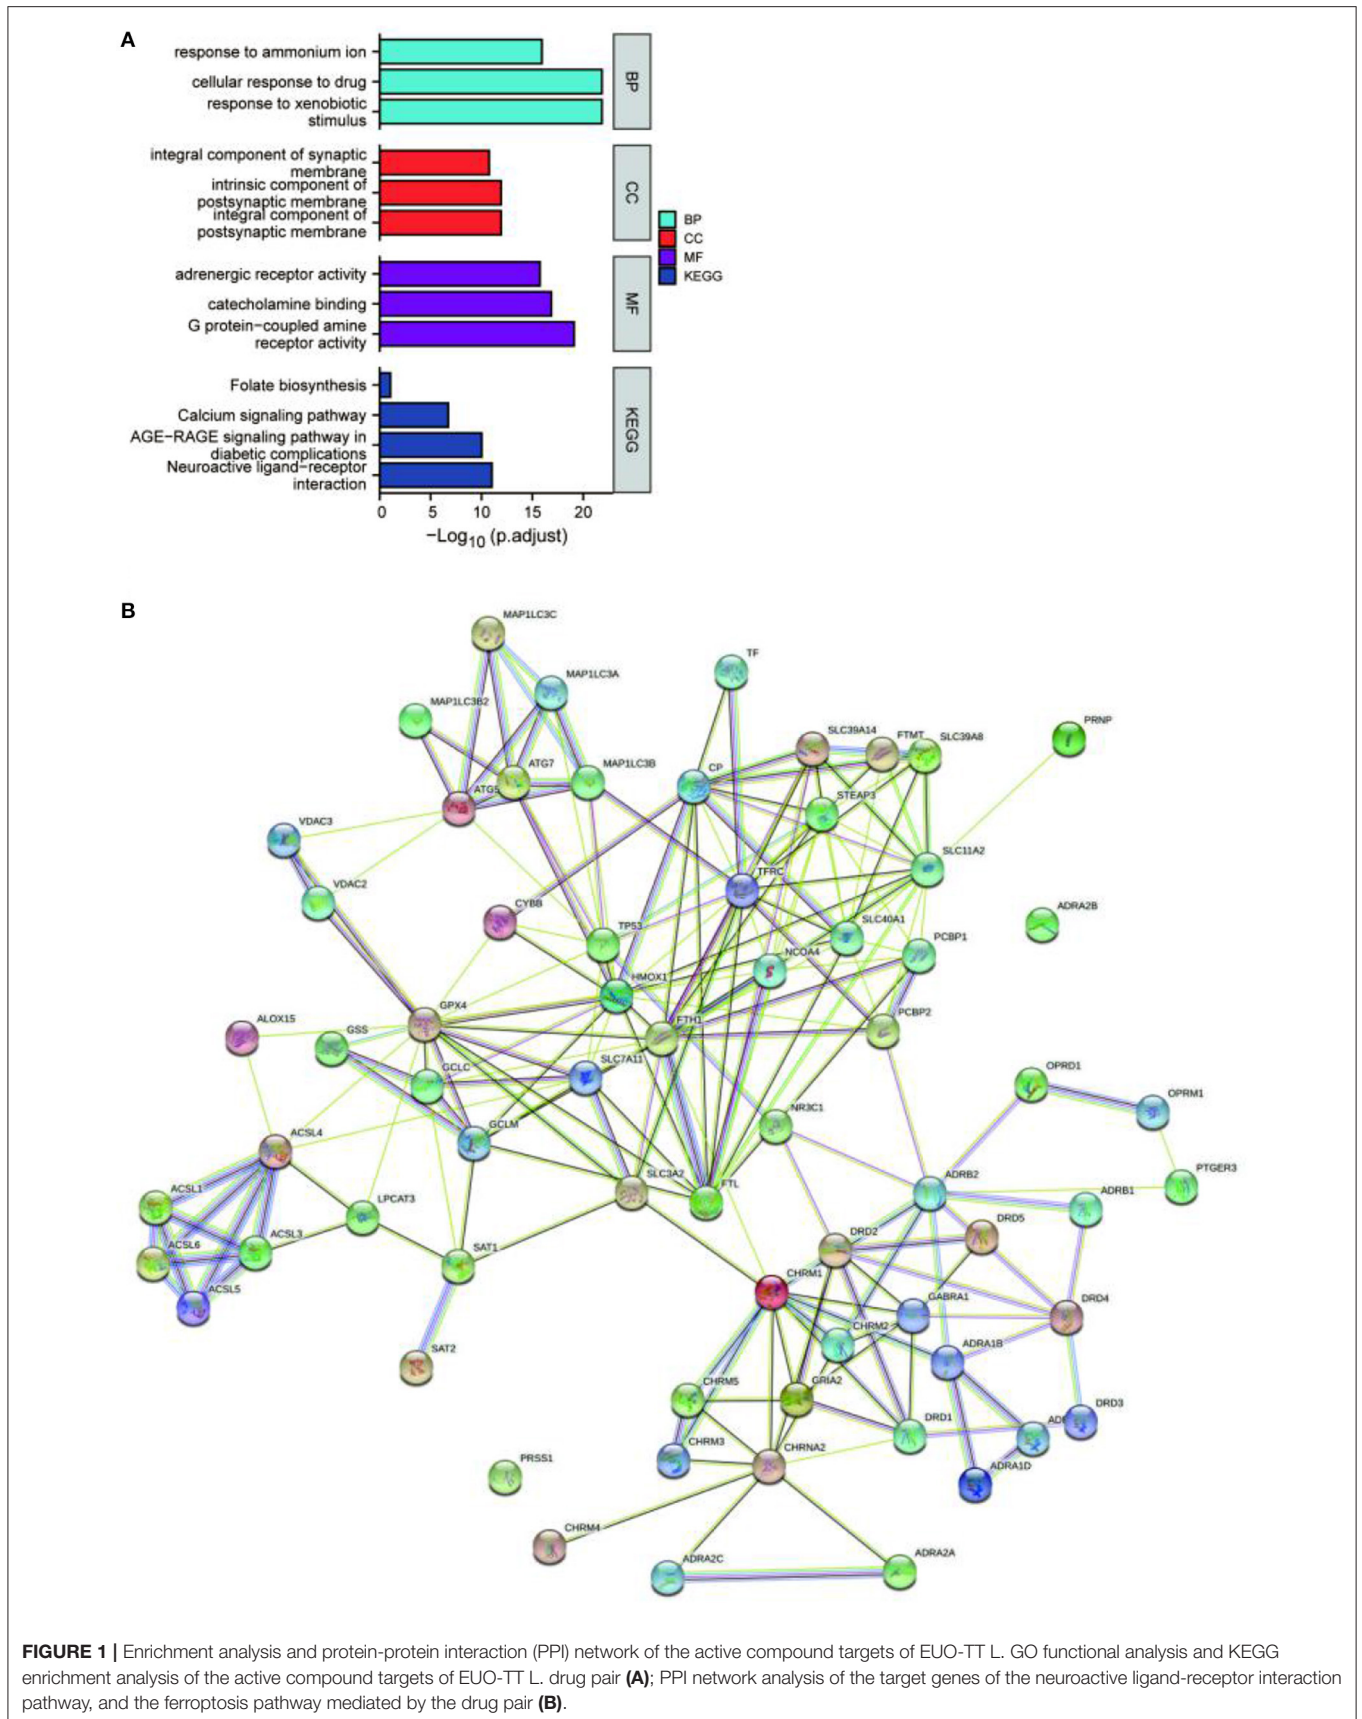 A
response to ammonium ion
cellular response to drug
response to xenobiotic
stimulus
BP
integral component of synaptic
membrane
intrinsic component of
postsynaptic membrane
integral component of
postsynaptic membrane
CC
adrenergic receptor activity
catecholamine binding
G protein−coupled amine
receptor activity
MF
Folate biosynthesis
Calcium signaling pathway
AGE−RAGE signaling pathway in
diabetic complications
Neuroactive ligand−receptor
interaction
KEGG
BP
CC
MF
KEGG
0 5 10 15 20
−Log10 (p.adjust)
B
MAP1LC3C
TF
MAP1LC3A
MAP1LC3B2
PRNP
SLC39A14
FTMT
SLC39A8
ATG7
MAP1LC3B
CP
ATG5
STEAP3
VDAC3
SLC11A2
TFRC
VDAC2
CYBB
ADRA2B
TP53
SLC40A1
PCBP1
NCOA4
HMOX1
GPX4
ALOX15
GSS
FTH1
PCBP2
SLC7A11
GCLC
OPRD1
OPRM1
NR3C1
GCLM
ACSL4
SLC3A2
FTL
ADRB2
PTGER3
ACSL1
LPCAT3
ADRB1
DRD5
DRD2
ACSL3
ACSL6
SAT1
CHRM1
ACSL5
GABRA1
DRD4
CHRM2
ADRA1B
SAT2
CHRM5
GRIA2
DRD1
AD
DRD3
CHRM3
CHRNA2
ADRA1D
PRSS1
CHRM4
ADRA2C
ADRA2A
FIGURE 1 | Enrichment analysis and protein-protein interaction (PPI) network of the active compound targets of EUO-TT L. GO functional analysis and KEGG
enrichment analysis of the active compound targets of EUO-TT L. drug pair (A); PPI network analysis of the target genes of the neuroactive ligand-receptor interaction
pathway, and the ferroptosis pathway mediated by the drug pair (B).